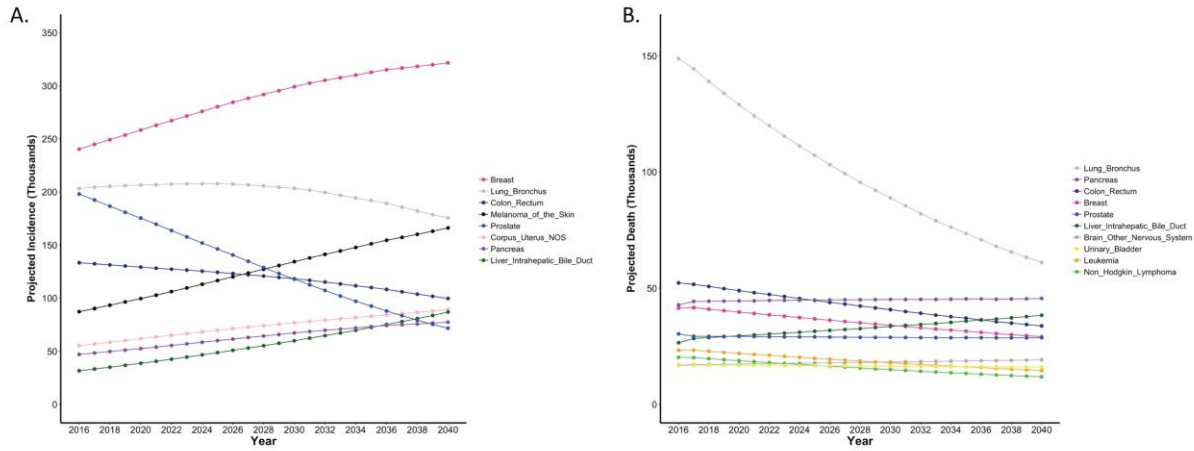 A.
Projected Incidence (Thousands)
350
300
250
200
150
100
50
0
2016 2018 2020 2022 2024 2026 2028 2030 2032 2034 2036 2038 2040
Year
Breast
Lung_Bronchus
Colon_Rectum
Melanoma_of_the_Skin
Prostate
Corpus_Uterus_NOS
Pancreas
Liver_Intrahepatic_Bile_Duct
B.
Projected Death (Thousands)
150
100
50
0
2016 2018 2020 2022 2024 2026 2028 2030 2032 2034 2036 2038 2040
Year
Lung_Bronchus
Pancreas
Colon_Rectum
Breast
Prostate
Liver_Intrahepatic_Bile_Duct
Brain_Other_Nervous_System
Urinary_Bladder
Leukemia
Non_Hodgkin_Lymphoma